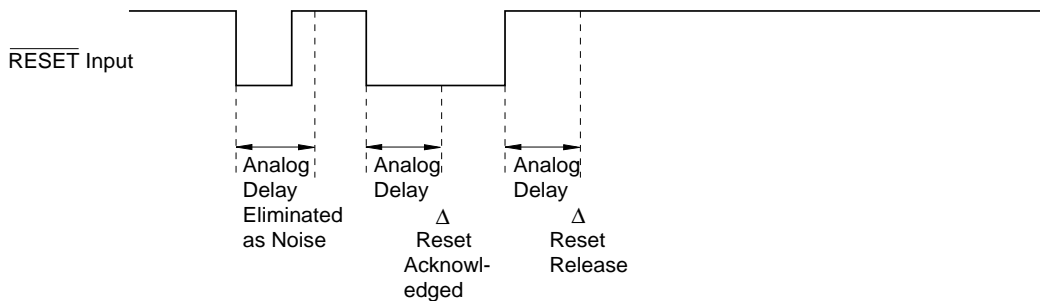 RESET Input
Analog
Delay
Eliminated
as Noise
Analog
Delay
Δ
Reset
Acknowl-
edged
Analog
Delay
Δ
Reset
Release